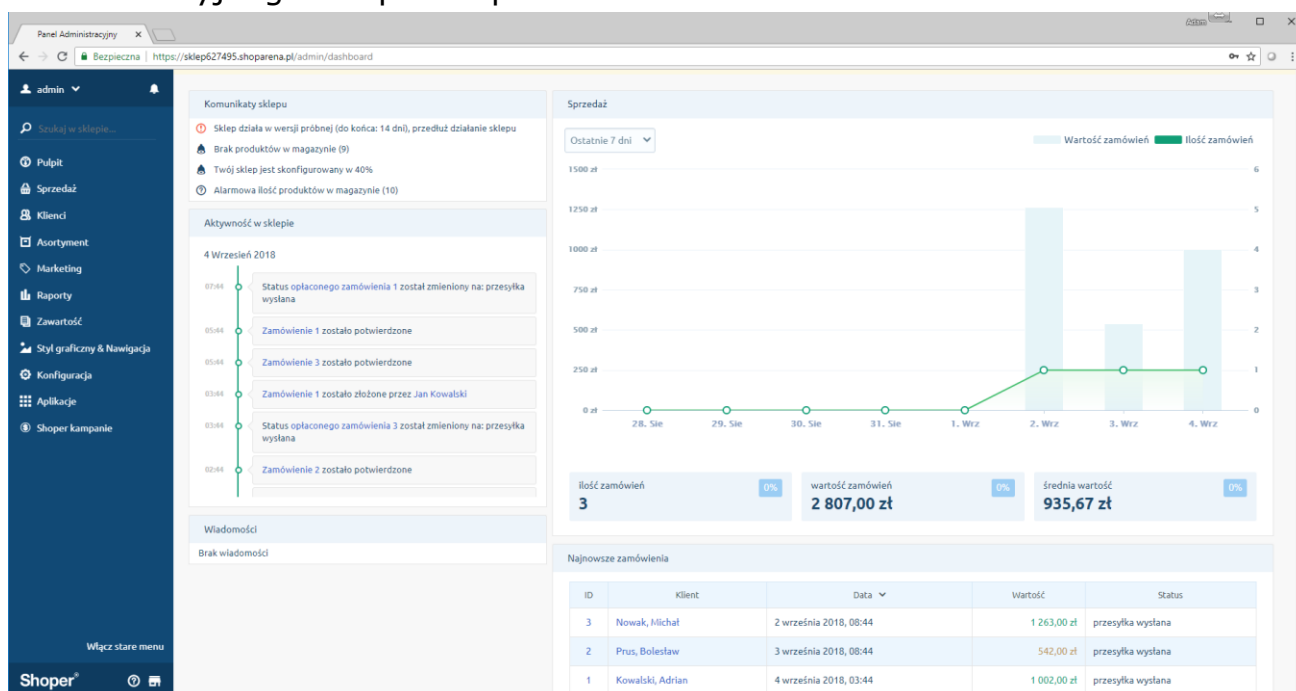 Panel Administracyjny
Bezpieczna | https://sklep627495.shoparena.pl/admin/dashboard
admin
Szukaj w sklepie...
Pulpit
Sprzedaż
Klienci
Asortyment
Marketing
Raporty
Zawartość
Styl graficzny & Nawigacja
Konfiguracja
Aplikacje
Shoper kampanie
Włącz stare menu
Shoper®
Komunikaty sklepu
Sklep działa w wersji próbnej (do końca: 14 dni), przedłuż działanie sklepu
Brak produktów w magazynie (9)
Twój sklep jest skonfigurowany w 40%
Alarmowa ilość produktów w magazynie (10)
Aktywność w sklepie
4 Wrzesień 2018
07:44 Status opłaconego zamówienia 1 został zmieniony na: przesyłka
wysłana
05:44 Zamówienie 1 zostało potwierdzone
05:44 Zamówienie 3 zostało potwierdzone
03:44 Zamówienie 1 zostało złożone przez Jan Kowalski
03:44 Status opłaconego zamówienia 3 został zmieniony na: przesyłka
wysłana
02:44 Zamówienie 2 zostało potwierdzone
Wiadomości
Brak wiadomości
Sprzedaż
Ostatnie 7 dni
Wartość zamówień Ilość zamówień
1500 zł 6
1250 zł 5
1000 zł 4
750 zł 3
500 zł 2
250 zł 1
0 zł 0
28. Sie 29. Sie 30. Sie 31. Sie 1. Wrz 2. Wrz 3. Wrz 4. Wrz
ilość zamówień 0% wartość zamówień 0% średnia wartość 0%
3 2 807,00 zł 935,67 zł
Najnowsze zamówienia
ID Klient Data Wartość Status
3 Nowak, Michał 2 września 2018, 08:44 1 263,00 zł przesyłka wysłana
2 Prus, Bolesław 3 września 2018, 08:44 542,00 zł przesyłka wysłana
1 Kowalski, Adrian 4 września 2018, 03:44 1 002,00 zł przesyłka wysłana